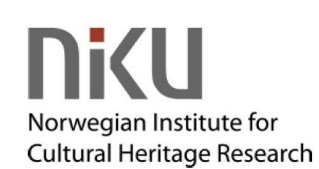 niKU
Norwegian Institute for
Cultural Heritage Research